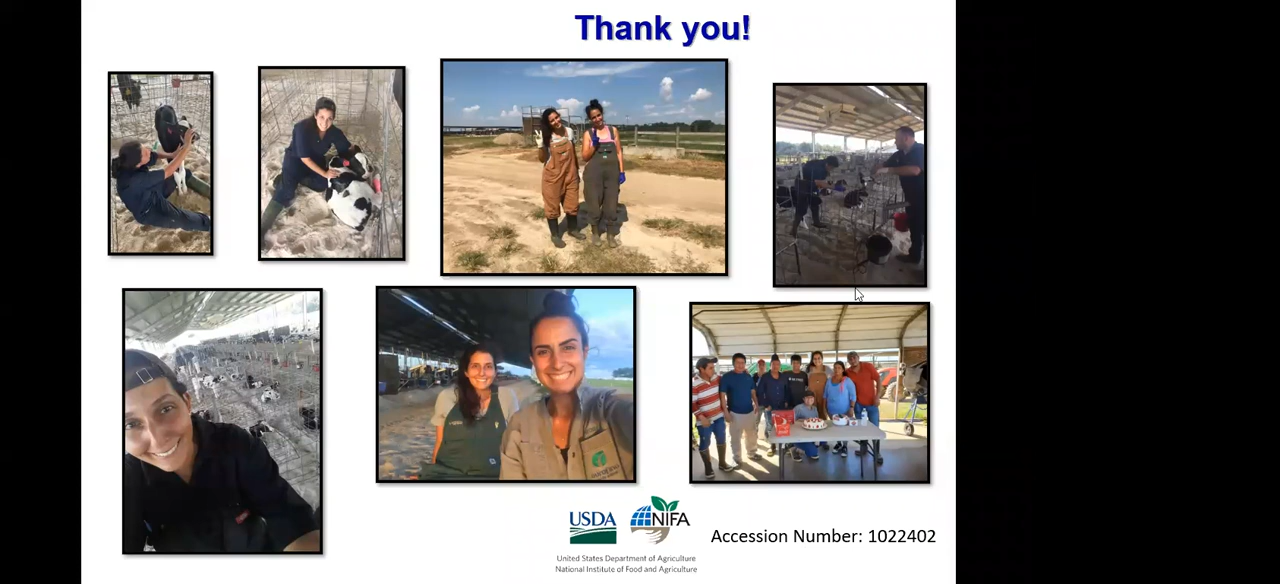 Thank you!
USDA
NIFA
Accession Number: 1022402
United States Department of Agriculture
National Institute of Food and Agriculture